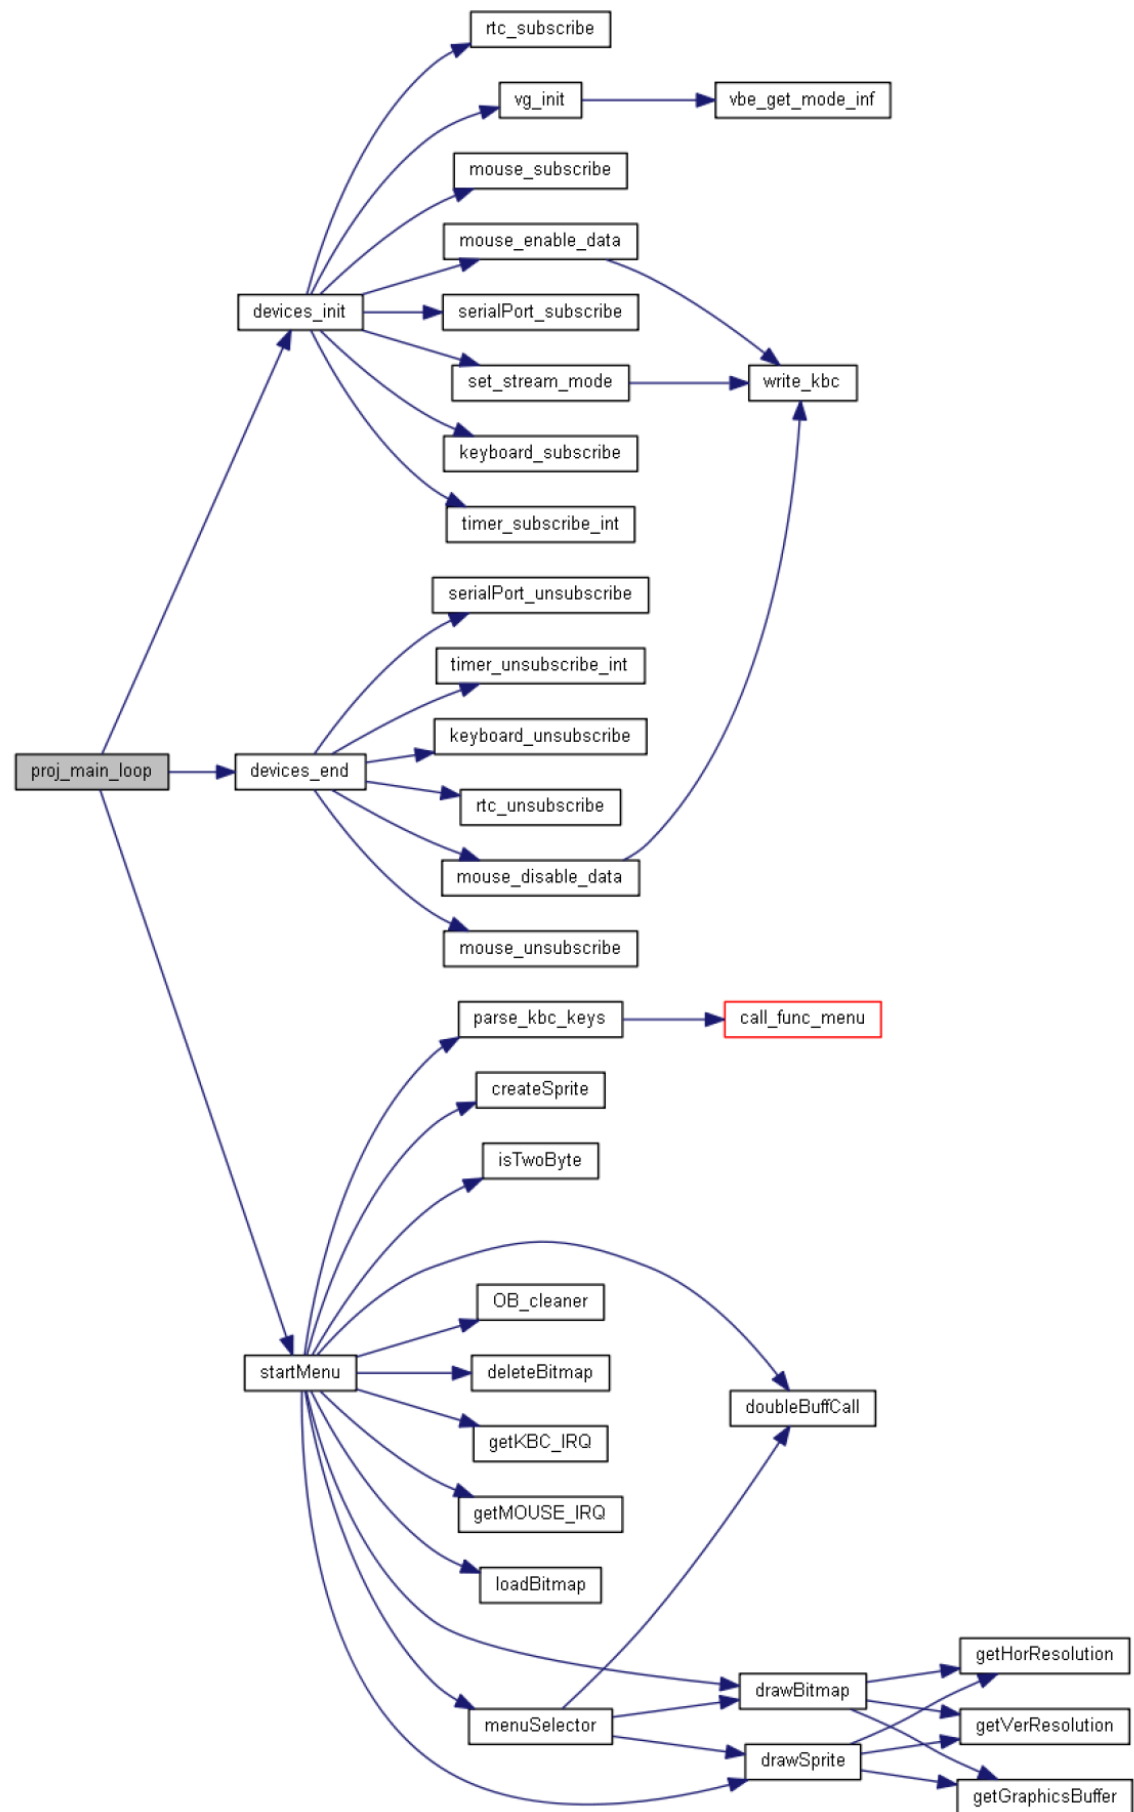 rtc_subscribe
vg_init
vbe_get_mode_inf
mouse_subscribe
mouse_enable_data
devices_init
serialPort_subscribe
set_stream_mode
write_kbc
keyboard_subscribe
timer_subscribe_int
serialPort_unsubscribe
timer_unsubscribe_int
keyboard_unsubscribe
proj_main_loop
devices_end
rtc_unsubscribe
mouse_disable_data
mouse_unsubscribe
parse_kbc_keys
call_func_menu
createSprite
isTwoByte
OB_cleaner
startMenu
deleteBitmap
doubleBuffCall
getKBC_IRQ
getMOUSE_IRQ
loadBitmap
getHorResolution
drawBitmap
menuSelector
getVerResolution
drawSprite
getGraphicsBuffer